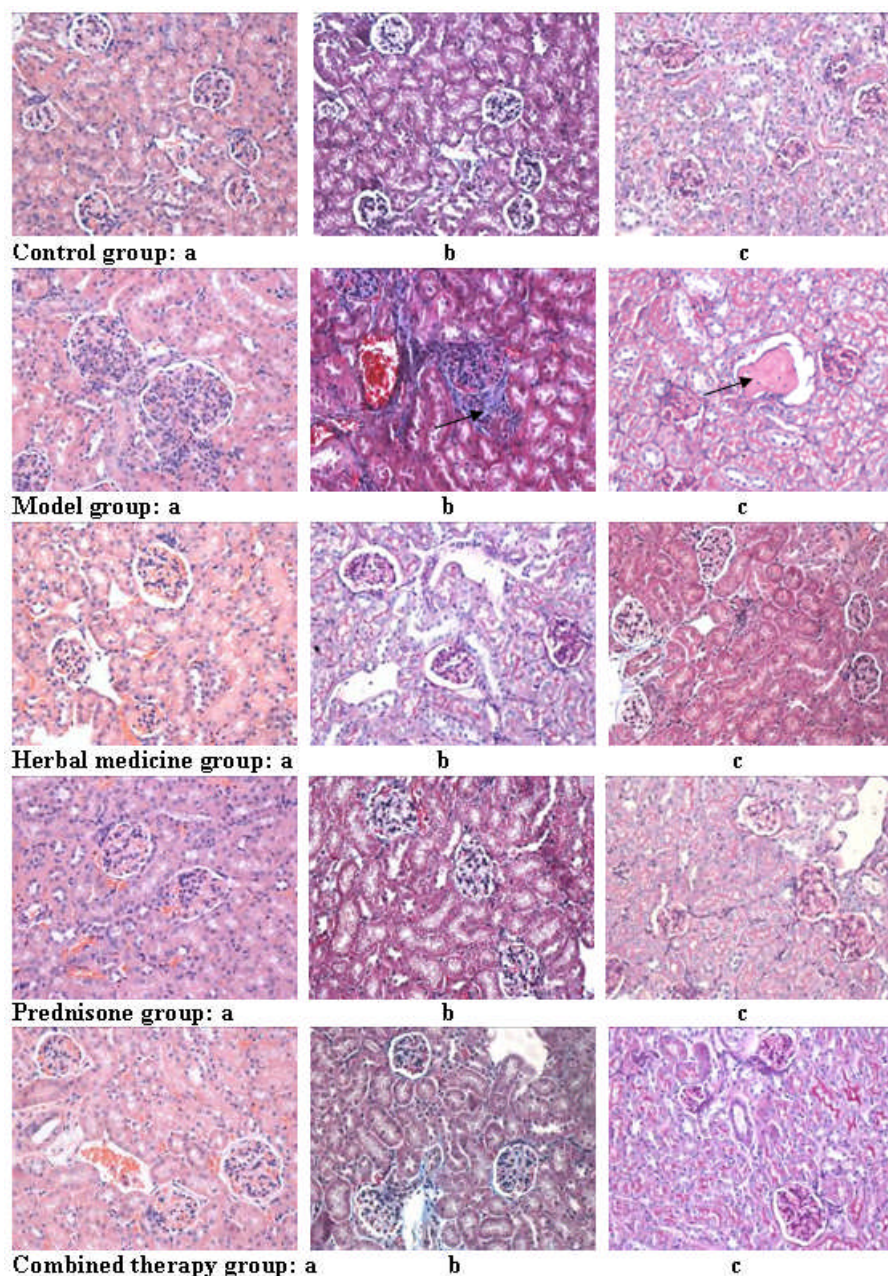 Control group: a b c
Model group: a b c
Herbal medicine group: a b c
Prednisone group: a b c
Combined therapy group: a b c